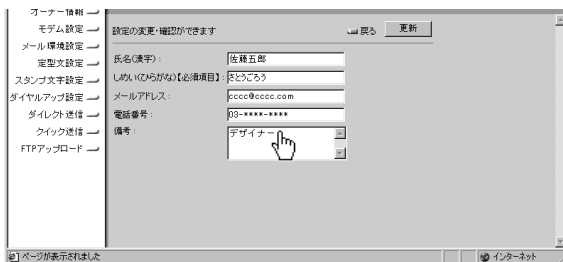 オーナー情報
モデム設定
メール環境設定
定型文設定
スタンプ文字設定
ダイヤルアップ設定
ダイレクト送信
クイック送信
FTPアップロード
設定の変更・確認ができます
戻る
更新
氏名(漢字)：
佐藤五郎
しめい(ひらがな)【必須項目】：
さとうごろう
メールアドレス：
cccc@cccc.com
電話番号：
03-****-****
備考：
デザイナー
ページが表示されました
インターネット